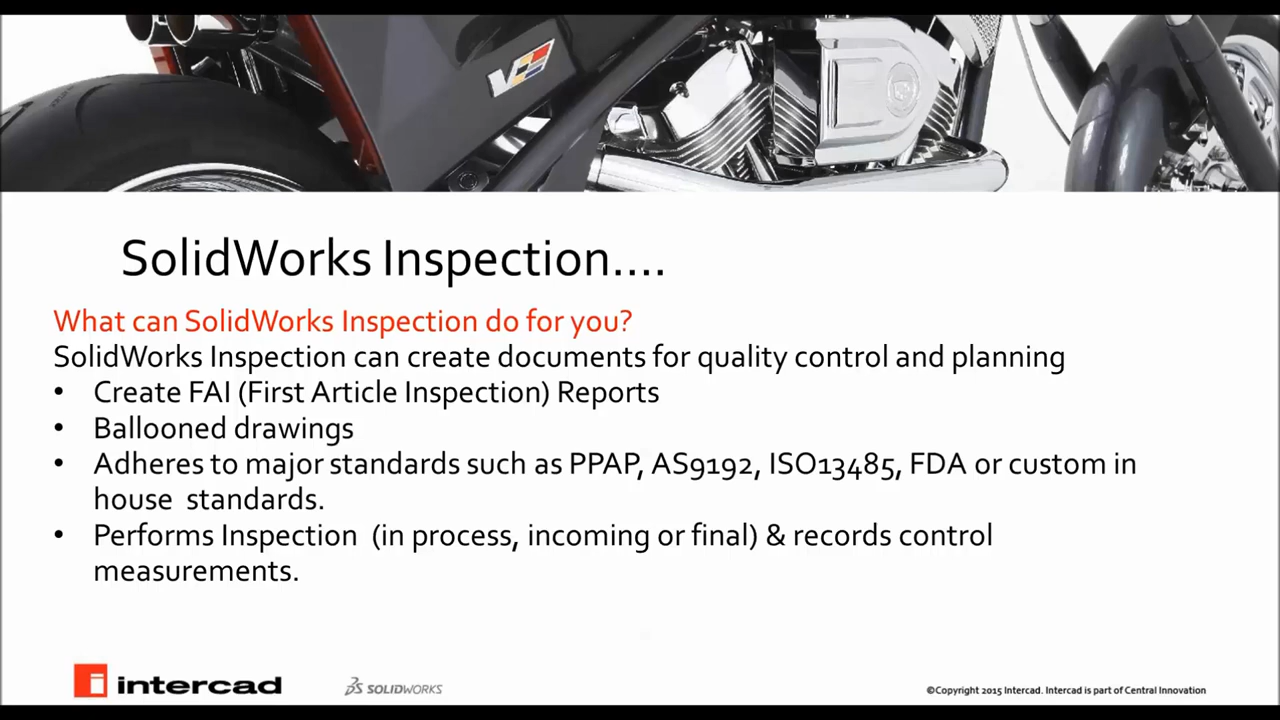 V2
SolidWorks Inspection....
What can SolidWorks Inspection do for you?
SolidWorks Inspection can create documents for quality control and planning
• Create FAI (First Article Inspection) Reports
• Ballooned drawings
• Adheres to major standards such as PPAP, AS9192, ISO13485, FDA or custom in
house standards.
• Performs Inspection (in process, incoming or final) & records control
measurements.
intercad
SOLIDWORKS
©Copyright 2015 Intercad. Intercad is part of Central Innovation